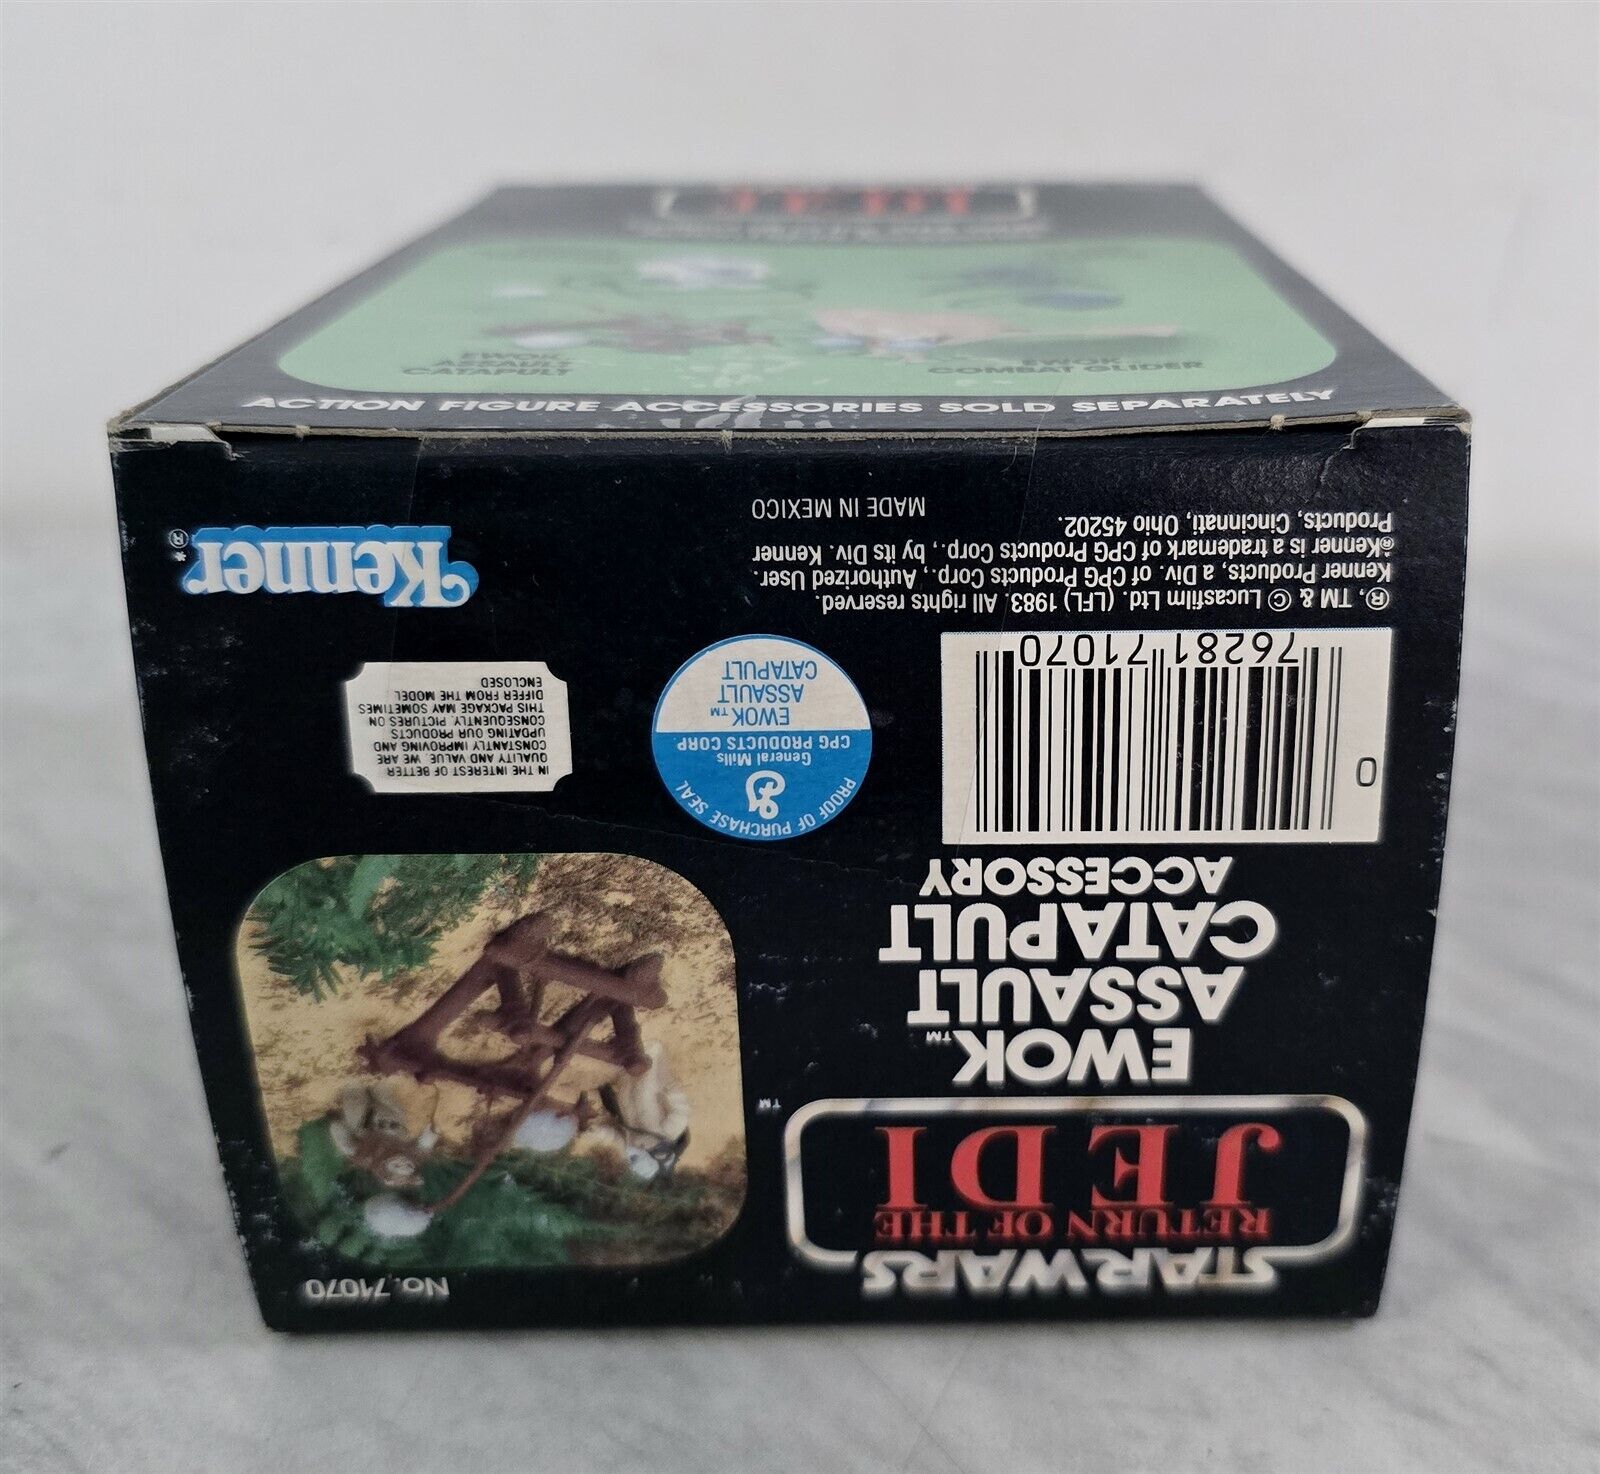 JEDI
EWOK
ASSAULT
CATAPULT
EWOK
COMBAT GLIDER
ACTION FIGURE ACCESSORIES SOLD SEPARATELY
No. 71070
STAR WARS
RETURN OF THE
JEDI
TM
EWOK™
ASSAULT
CATAPULT
ACCESSORY
0 76281 71070
PROOF OF PURCHASE SEAL
General Mills
CPG PRODUCTS CORP.
EWOK™
ASSAULT
CATAPULT
IN THE INTEREST OF BETTER
QUALITY AND VALUE, WE ARE
CONSTANTLY IMPROVING AND
UPDATING OUR PRODUCTS.
CONSEQUENTLY, PICTURES ON
THIS PACKAGE MAY SOMETIMES
DIFFER FROM THE MODEL
ENCLOSED
®, TM & © Lucasfilm Ltd. (LFL) 1983. All rights reserved.
Kenner Products, a Div. of CPG Products Corp., Authorized User.
*Kenner is a trademark of CPG Products Corp., by its Div. Kenner
Products, Cincinnati, Ohio 45202.
MADE IN MEXICO
Kenner®*